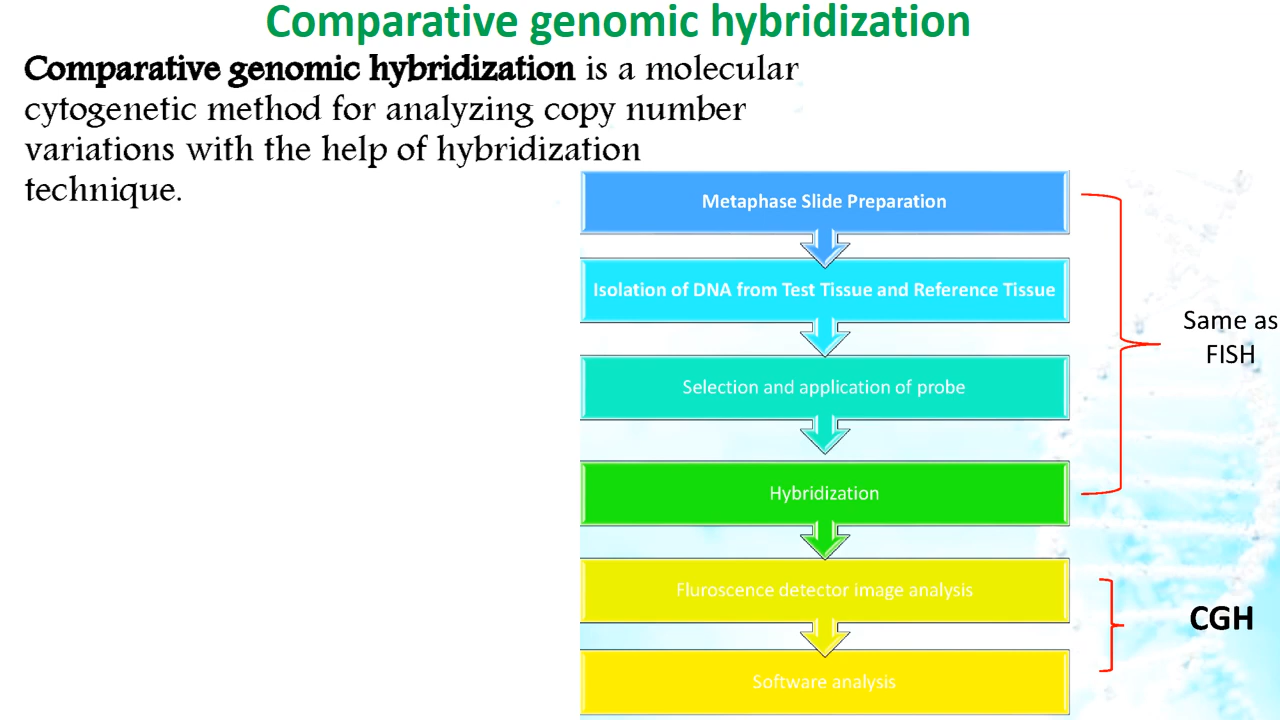 Comparative genomic hybridization
Comparative genomic hybridization is a molecular
cytogenetic method for analyzing copy number
variations with the help of hybridization
technique.
Metaphase Slide Preparation
Isolation of DNA from Test Tissue and Reference Tissue
Selection and application of probe
Hybridization
Fluroscence detector image analysis
Software analysis
Same as
FISH
CGH